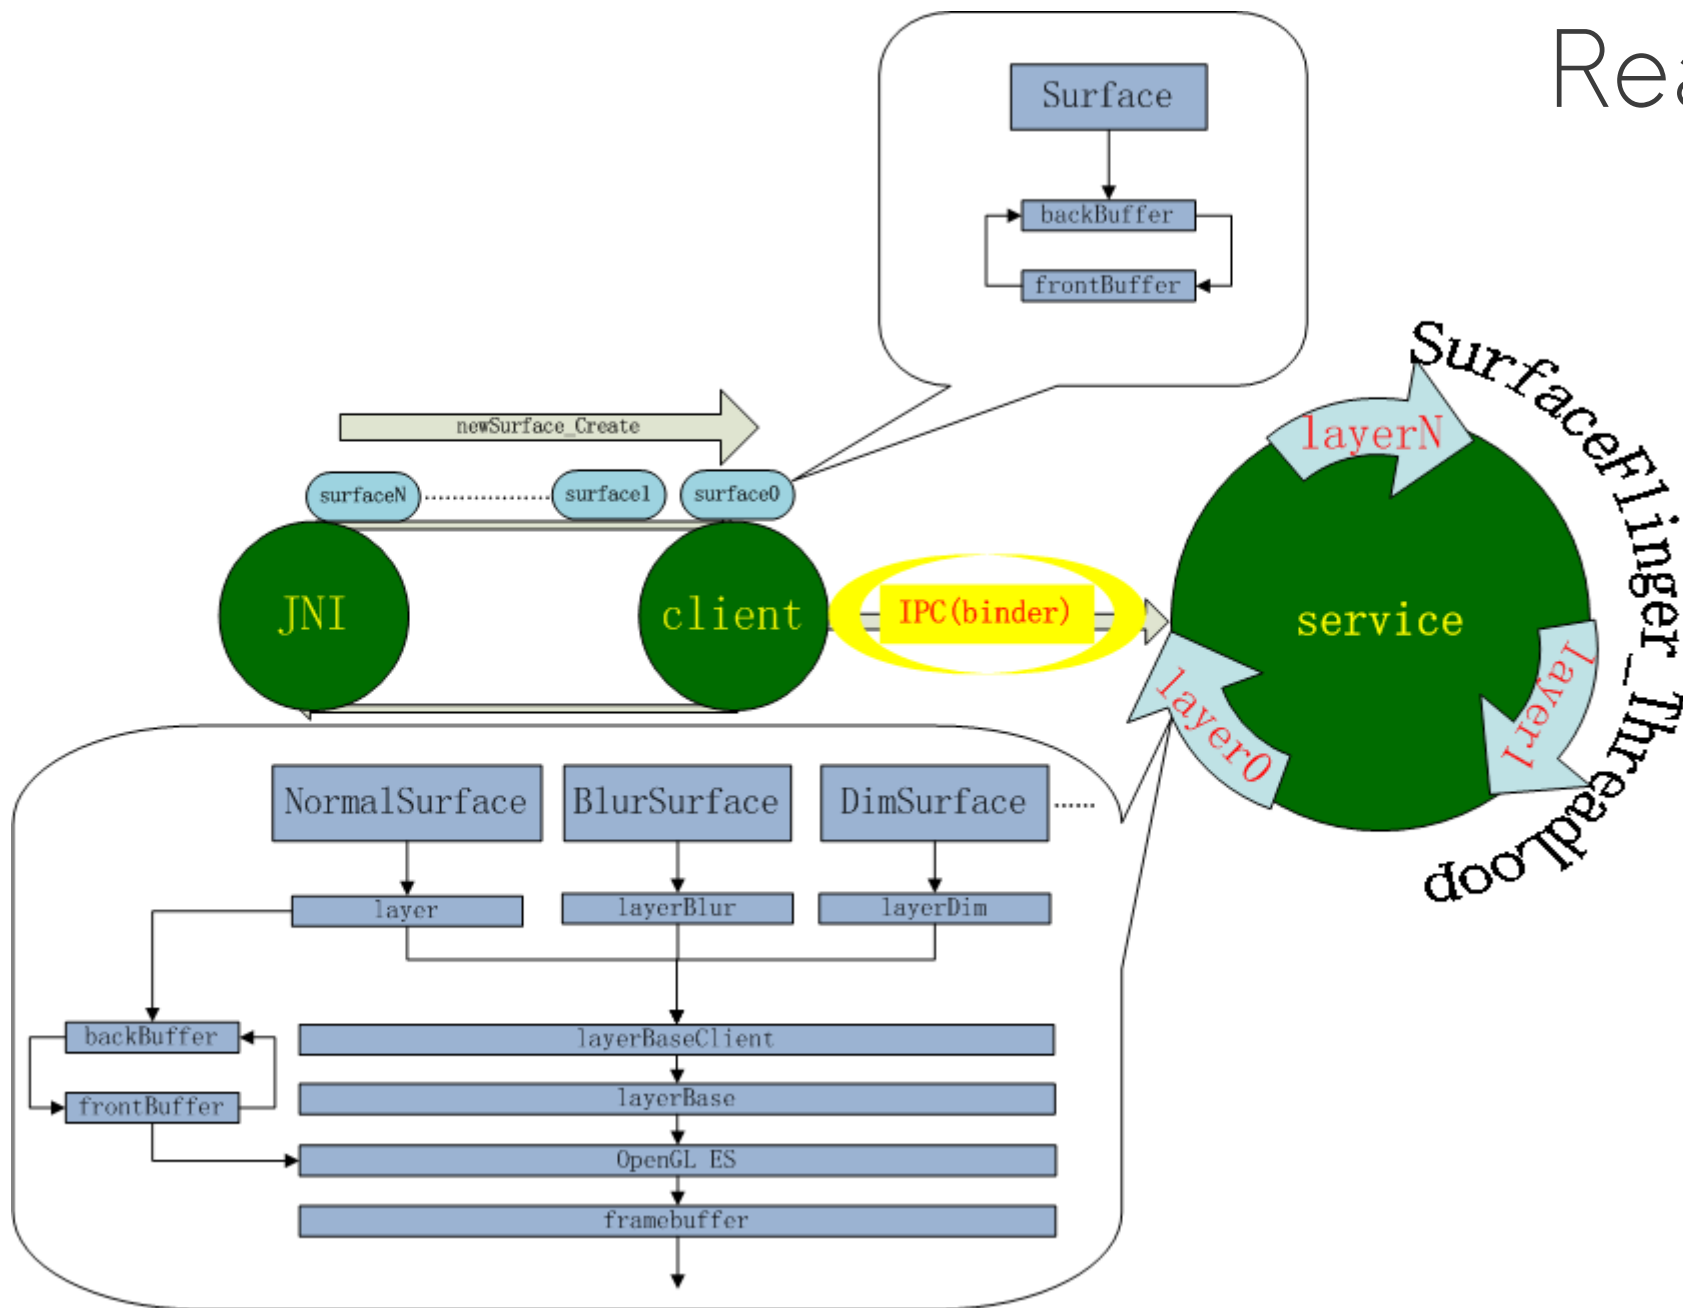 Rea
Surface
backBuffer
frontBuffer
newSurface_Create
surfaceN
surface1
surface0
JNI
client
IPC(binder)
service
layerN
layer1
layer0
SurfaceFlinger_ThreadLoop
NormalSurface
BlurSurface
DimSurface
layer
layerBlur
layerDim
backBuffer
frontBuffer
layerBaseClient
layerBase
OpenGL ES
framebuffer